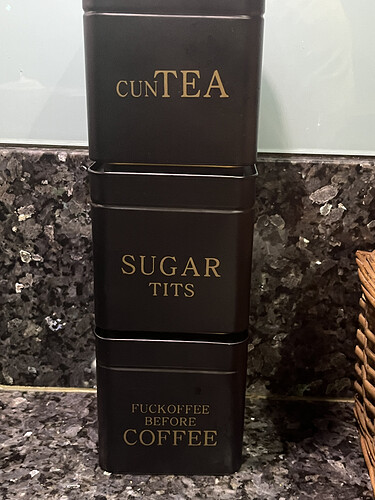 CUNTEA
SUGAR
TITS
FUCKOFFEE
BEFORE
COFFEE